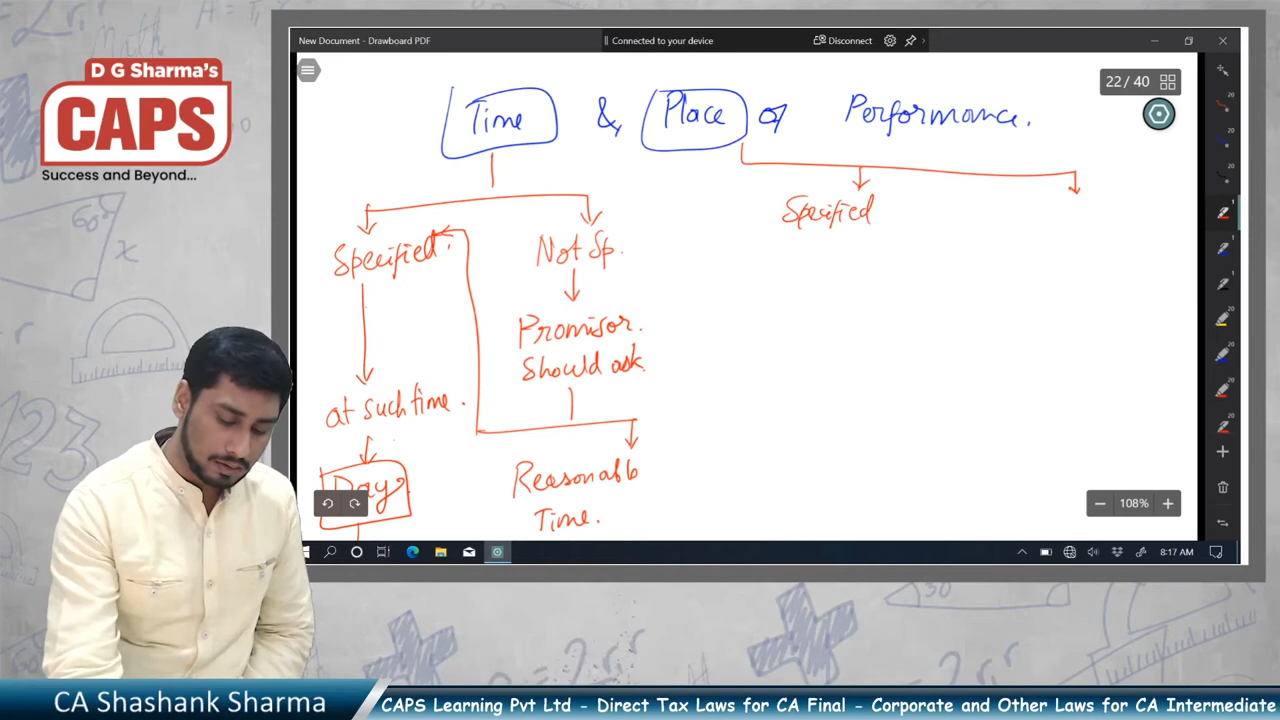 D G Sharma's
CAPS
Success and Beyond...
New Document - Drawboard PDF
Connected to your device
Disconnect
22 / 40
Time & Place of Performance.
Specified.
Not Sp.
Specified
Promisor.
Should ask.
at such time.
Day
Reasonable
Time.
108%
8:17 AM
CA Shashank Sharma
CAPS Learning Pvt Ltd - Direct Tax Laws for CA Final - Corporate and Other Laws for CA Intermediate